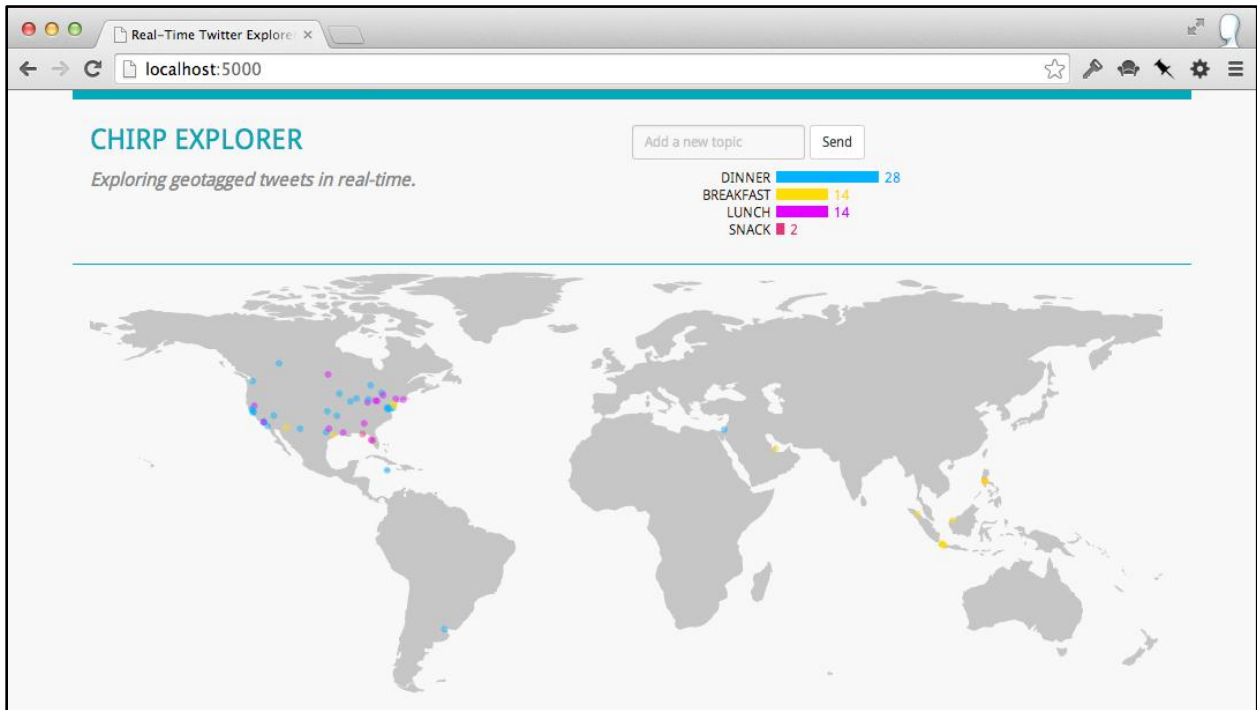 Real-Time Twitter Explorer
localhost:5000
CHIRP EXPLORER
Exploring geotagged tweets in real-time.
Add a new topic
Send
DINNER 28
BREAKFAST 14
LUNCH 14
SNACK 2